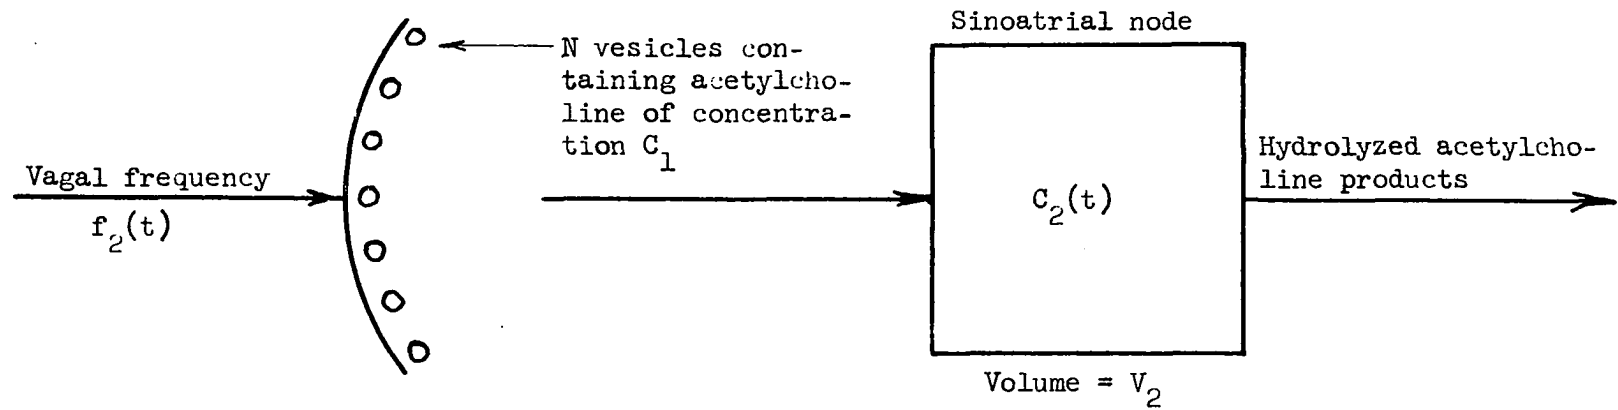 Sinoatrial node
N vesicles con-
taining acetylcho-
line of concentra-
tion C₁
Vagal frequency
f₂(t)
C₂(t)
Hydrolyzed acetylcho-
line products
Volume = V₂